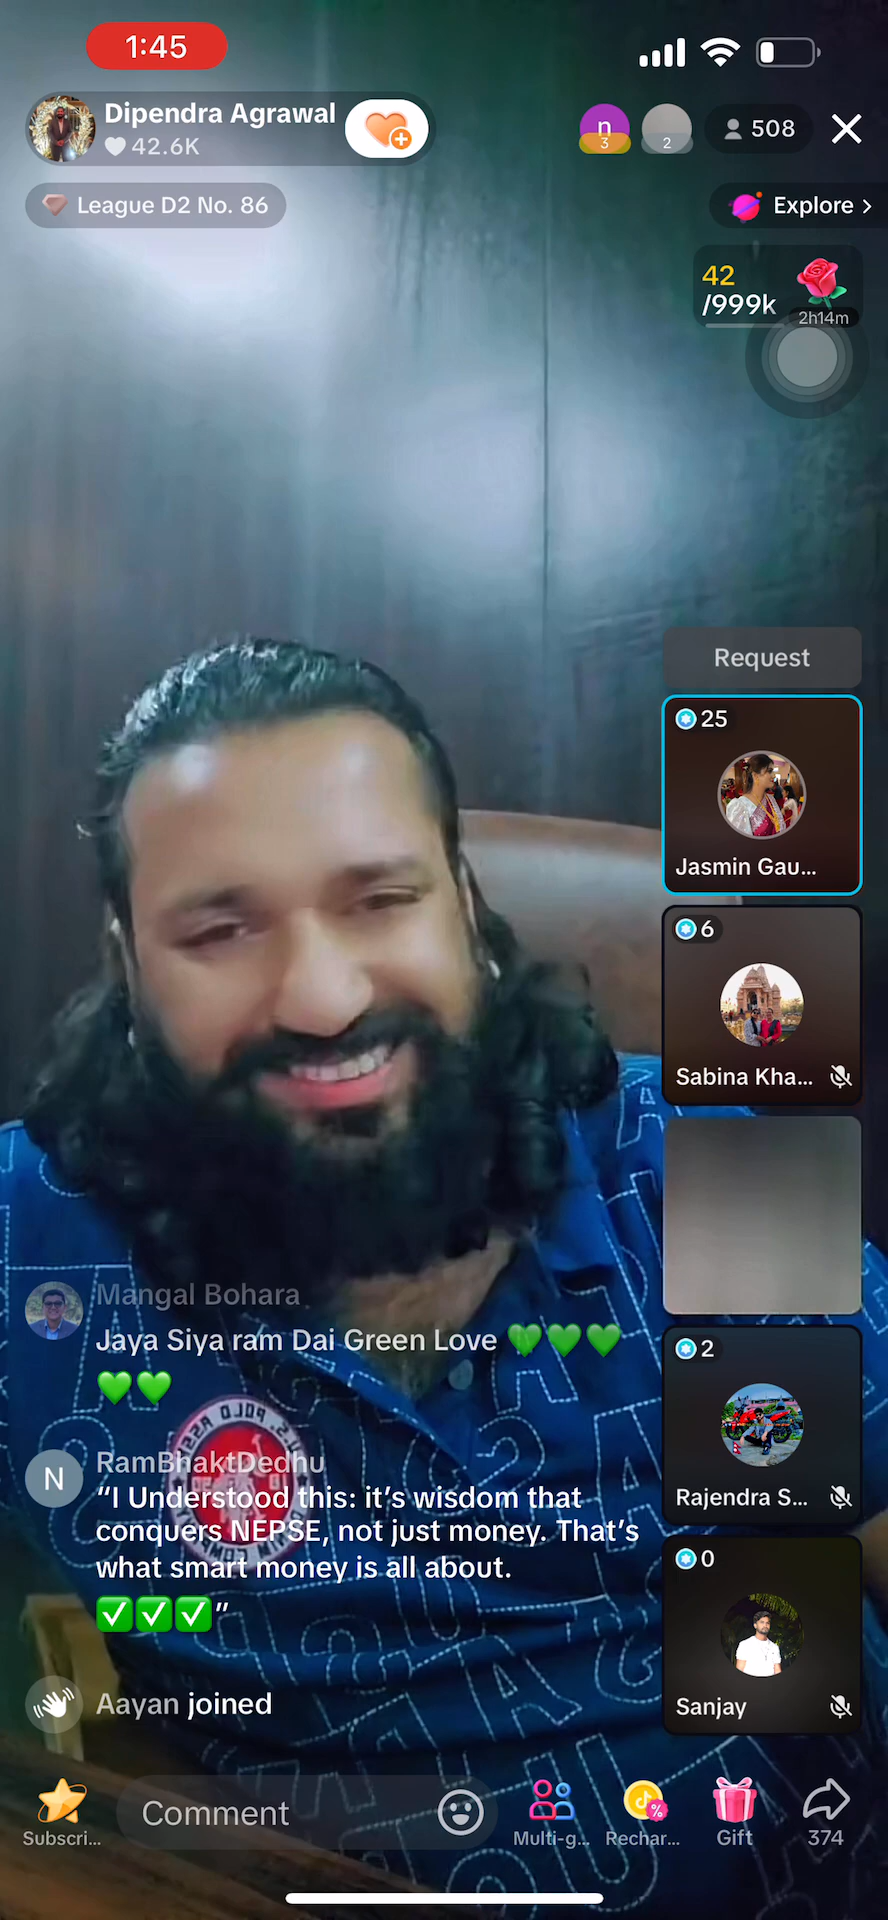 1:45
Dipendra Agrawal
42.6K
n
3
2
508
League D2 No. 86
Explore >
42
/999k
2h14m
Request
25
Jasmin Gau...
6
Sabina Kha...
Mangal Bohara
Jaya Siya ram Dai Green Love 💚💚💚
💚💚
2
Rajendra S...
N
RamBhaktDedhu
“I Understood this: it’s wisdom that
conquers NEPSE, not just money. That’s
what smart money is all about.
✅✅✅”
0
Sanjay
Aayan joined
Comment
Subscri...
Multi-g...
Rechar...
Gift
374